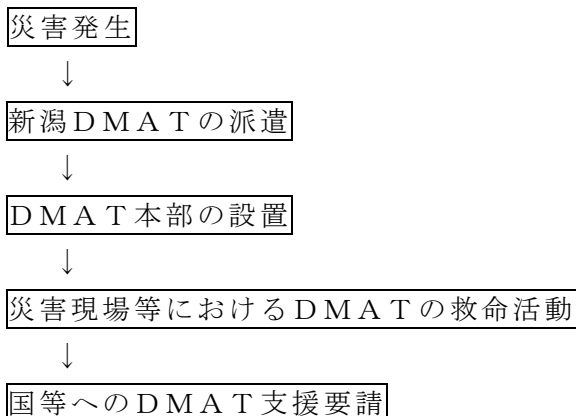 災害発生
↓
新潟DMATの派遣
↓
DMAT本部の設置
↓
災害現場等におけるDMATの救命活動
↓
国等へのDMAT支援要請